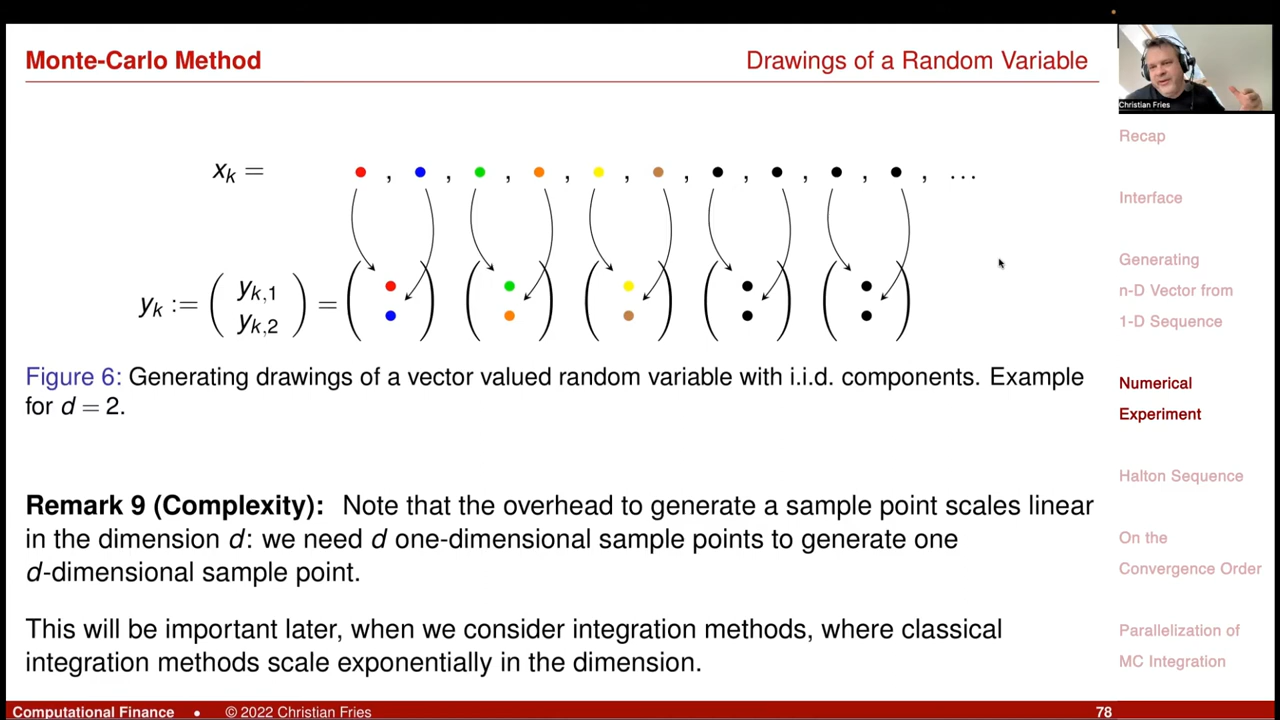 Monte-Carlo Method
Drawings of a Random Variable
Christian Fries
x_k = , , , , , , , , , , …
y_k := ( y_{k,1} y_{k,2} ) =
Figure 6: Generating drawings of a vector valued random variable with i.i.d. components. Example
for d = 2.
Remark 9 (Complexity): Note that the overhead to generate a sample point scales linear
in the dimension d: we need d one-dimensional sample points to generate one
d-dimensional sample point.
This will be important later, when we consider integration methods, where classical
integration methods scale exponentially in the dimension.
Recap
Interface
Generating
n-D Vector from
1-D Sequence
Numerical
Experiment
Halton Sequence
On the
Convergence Order
Parallelization of
MC Integration
Computational Finance • © 2022 Christian Fries
78